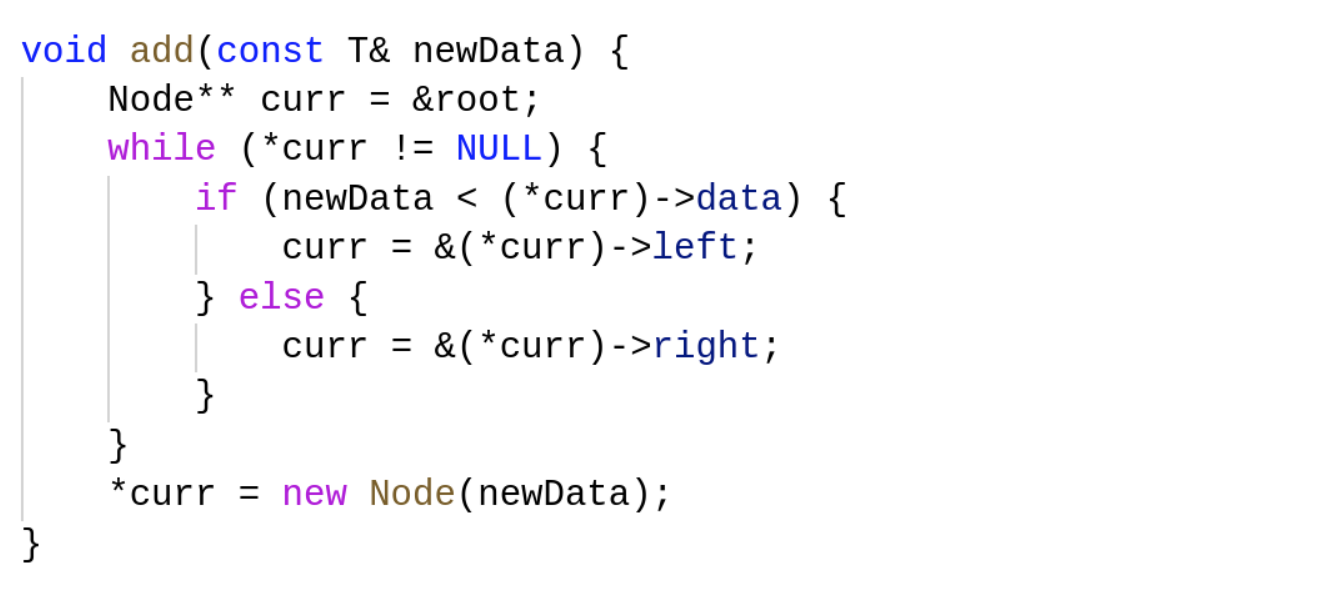 void add(const T& newData) {
    Node** curr = &root;
    while (*curr != NULL) {
        if (newData < (*curr)->data) {
            curr = &(*curr)->left;
        } else {
            curr = &(*curr)->right;
        }
    }
    *curr = new Node(newData);
}